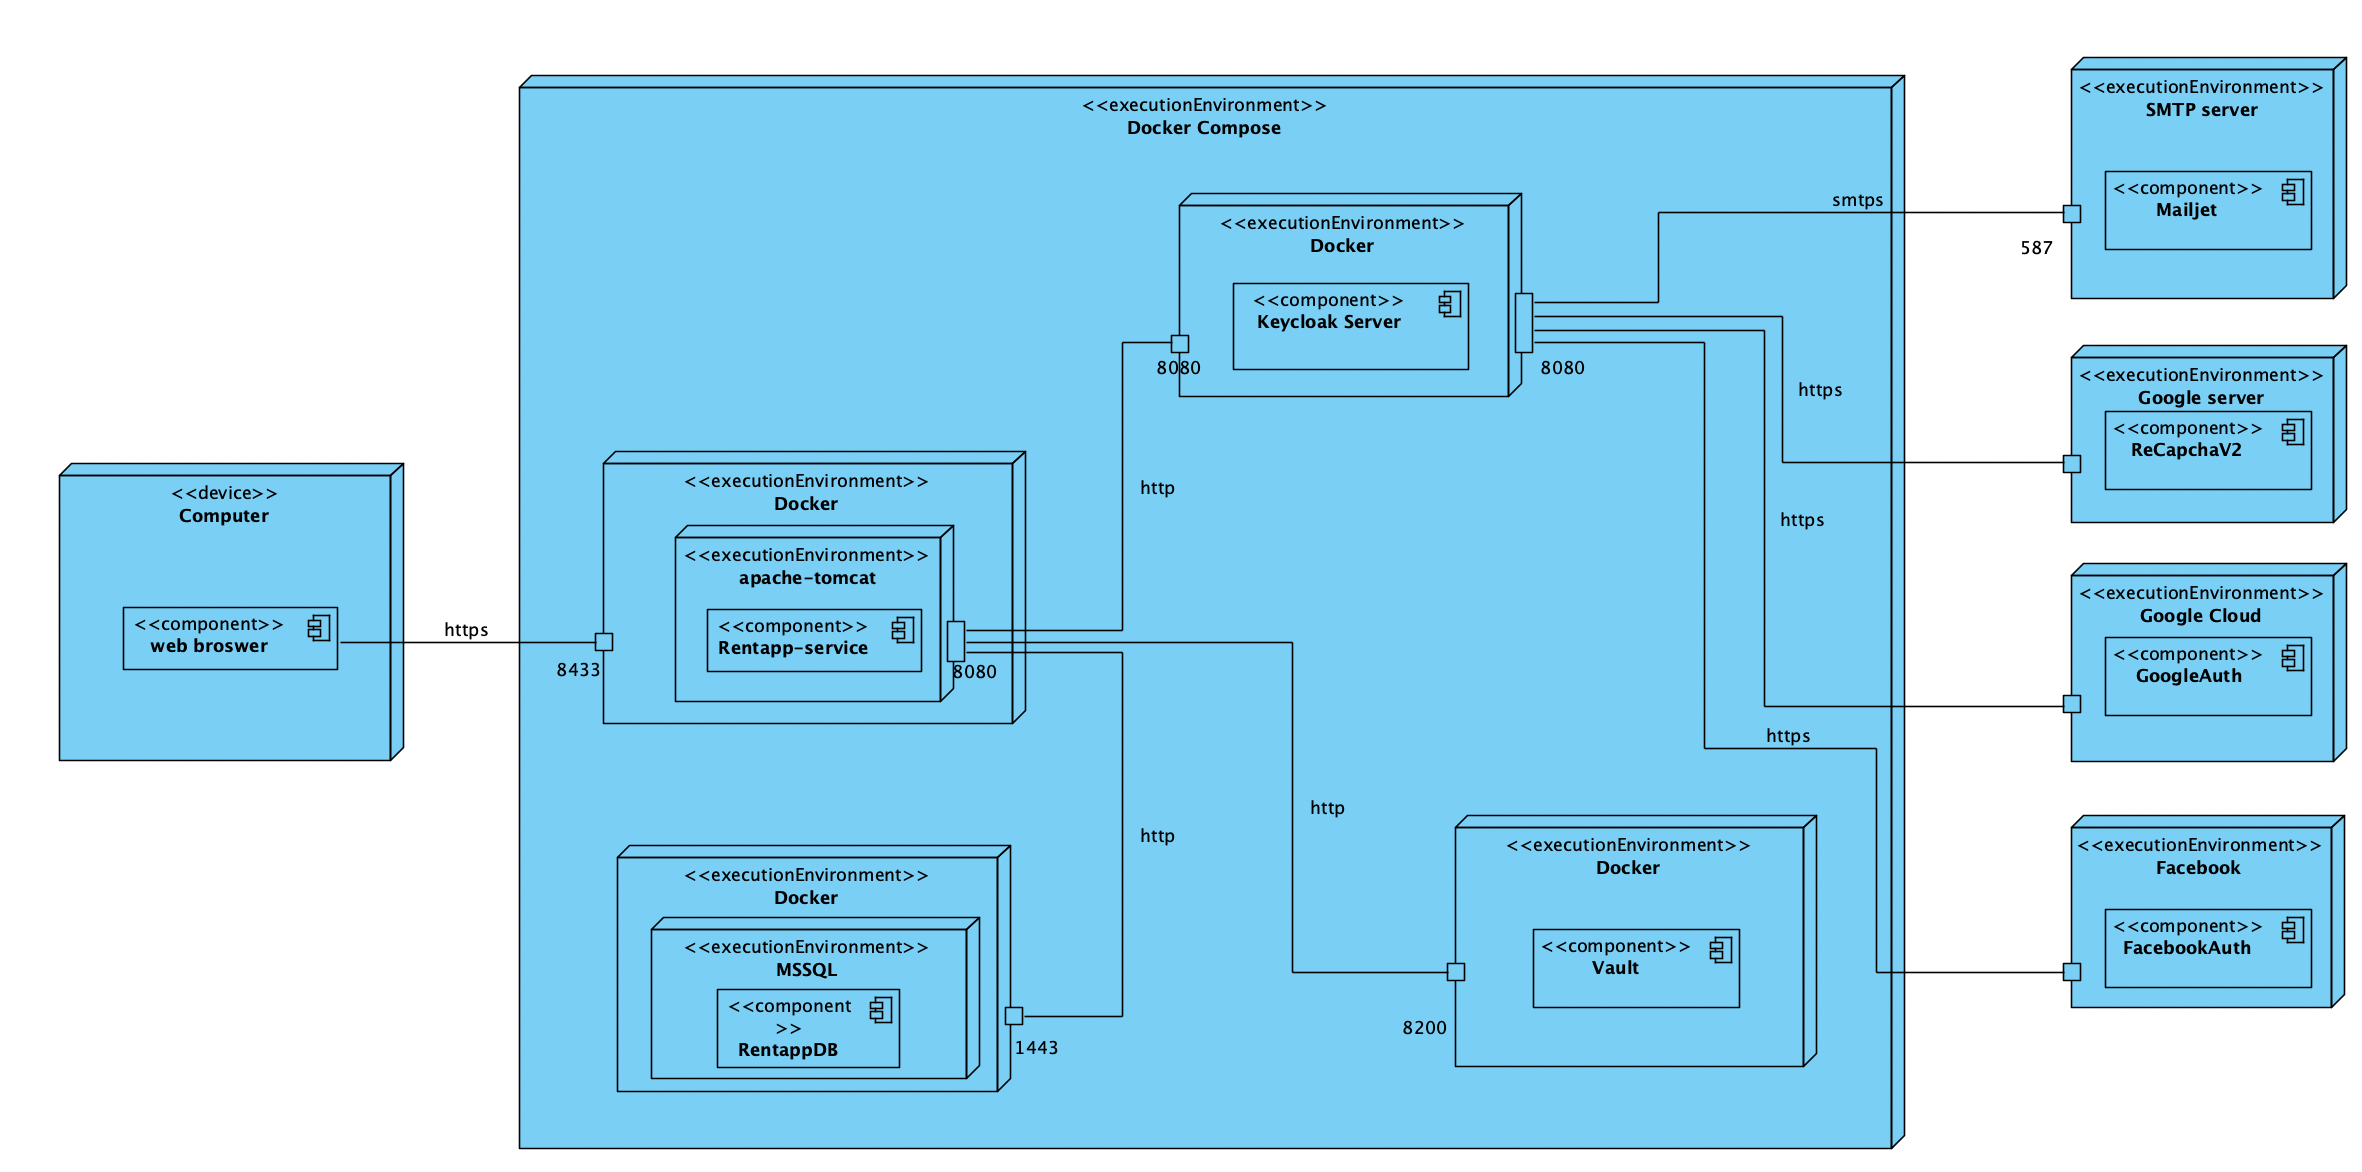 <<executionEnvironment>>
Docker Compose
<<device>>
Computer
<<component>>
web broswer
https
8433
<<executionEnvironment>>
Docker
<<executionEnvironment>>
apache-tomcat
<<component>>
Rentapp-service
8080
http
<<executionEnvironment>>
Docker
<<component>>
Keycloak Server
8080
8080
<<executionEnvironment>>
Docker
<<executionEnvironment>>
MSSQL
<<component
>>
RentappDB
1443
http
http
<<executionEnvironment>>
Docker
<<component>>
Vault
8200
smtps
587
<<executionEnvironment>>
SMTP server
<<component>>
Mailjet
https
<<executionEnvironment>>
Google server
<<component>>
ReCapchaV2
https
<<executionEnvironment>>
Google Cloud
<<component>>
GoogleAuth
https
<<executionEnvironment>>
Facebook
<<component>>
FacebookAuth